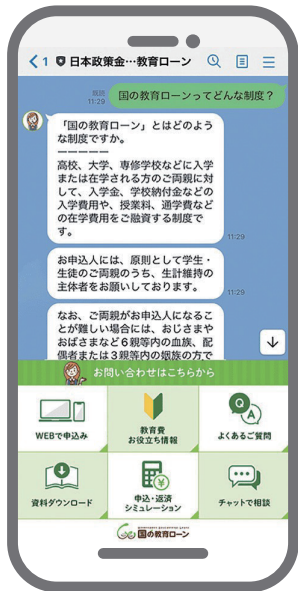 1 日本政策金…教育ローン
既読
11:29
国の教育ローンってどんな制度？
「国の教育ローン」とはどのよう
な制度ですか。
ーーーーー
高校、大学、専修学校などに入学
または在学される方のご両親に対
して、入学金、学校納付金などの
入学費用や、授業料、通学費など
の在学費用をご融資する制度で
す。
11:29
お申込人には、原則として学生・
生徒のご両親のうち、生計維持の
主体者をお願いしております。
11:29
なお、ご両親がお申込人になるこ
とが難しい場合には、おじさまや
おばさまなど６親等内の血族、配
偶者または３親等内の姻族の方で
お問い合わせはこちらから
WEBで申込み
教育費
お役立ち情報
Q
A
よくあるご質問
資料ダウンロード
¥
申込・返済
シミュレーション
チャットで相談
国の教育ローン